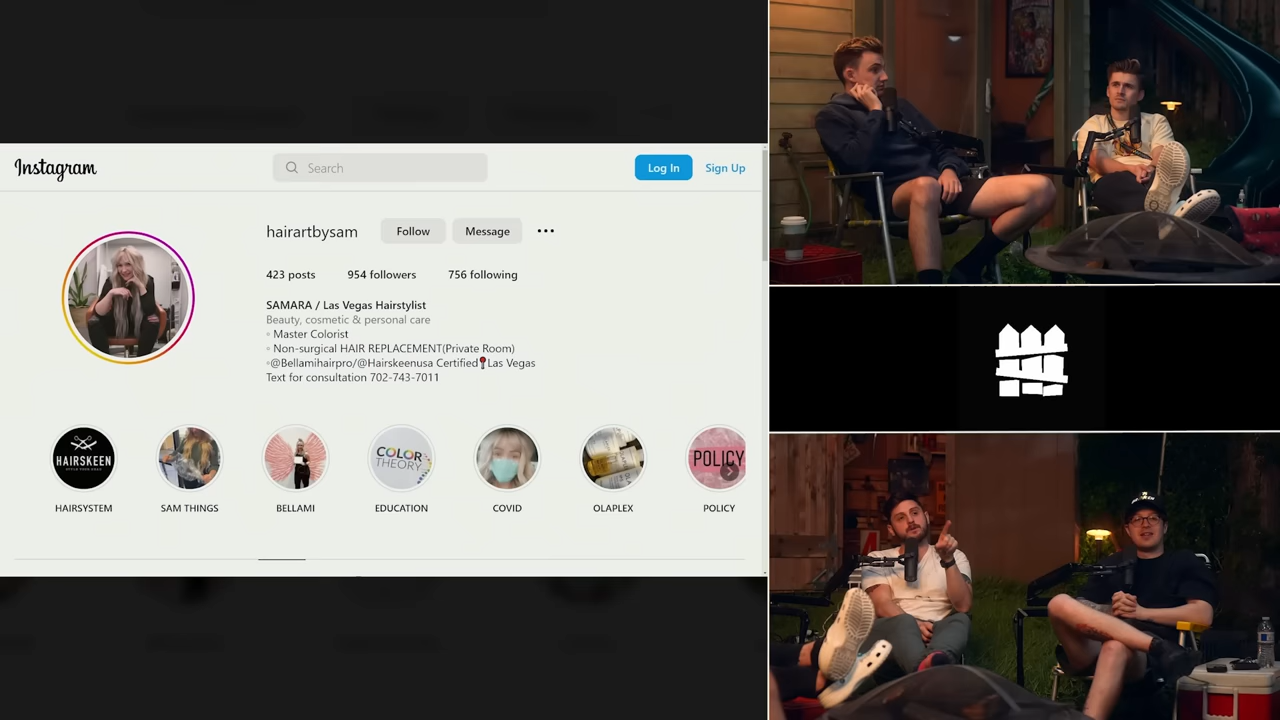 Instagram
Search
Log In
Sign Up
hairartbysam
Follow
Message
423 posts
954 followers
756 following
SAMARA / Las Vegas Hairstylist
Beauty, cosmetic & personal care
◦ Master Colorist
◦ Non-surgical HAIR REPLACEMENT(Private Room)
◦@Bellamihairpro/@Hairskeenusa Certified📍Las Vegas
Text for consultation 702-743-7011
HAIRSKEEN
COLOR
THEORY
POLICY
HAIRSYSTEM
SAM THINGS
BELLAMI
EDUCATION
COVID
OLAPLEX
POLICY